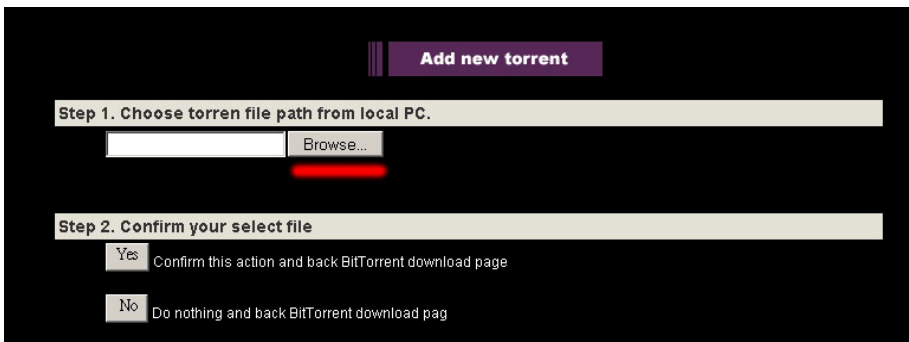 Add new torrent
Step 1. Choose torren file path from local PC.
Browse...
Step 2. Confirm your select file
Yes Confirm this action and back BitTorrent download page
No Do nothing and back BitTorrent download pag